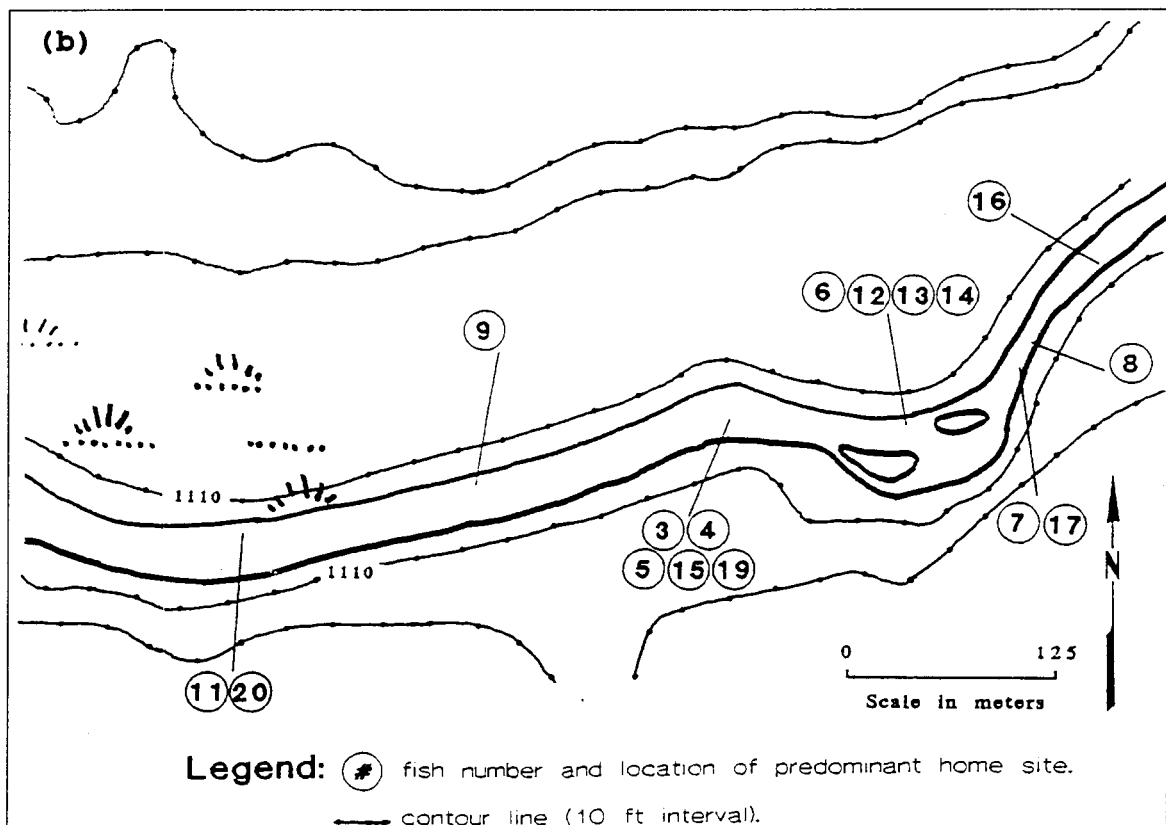 (b)
16
6 12 13 14
9
8
1110
3 4
7 17
5 15 19
N
1110
0 125
11 20
Scale in meters
Legend: # fish number and location of predominant home site.
contour line (10 ft interval).